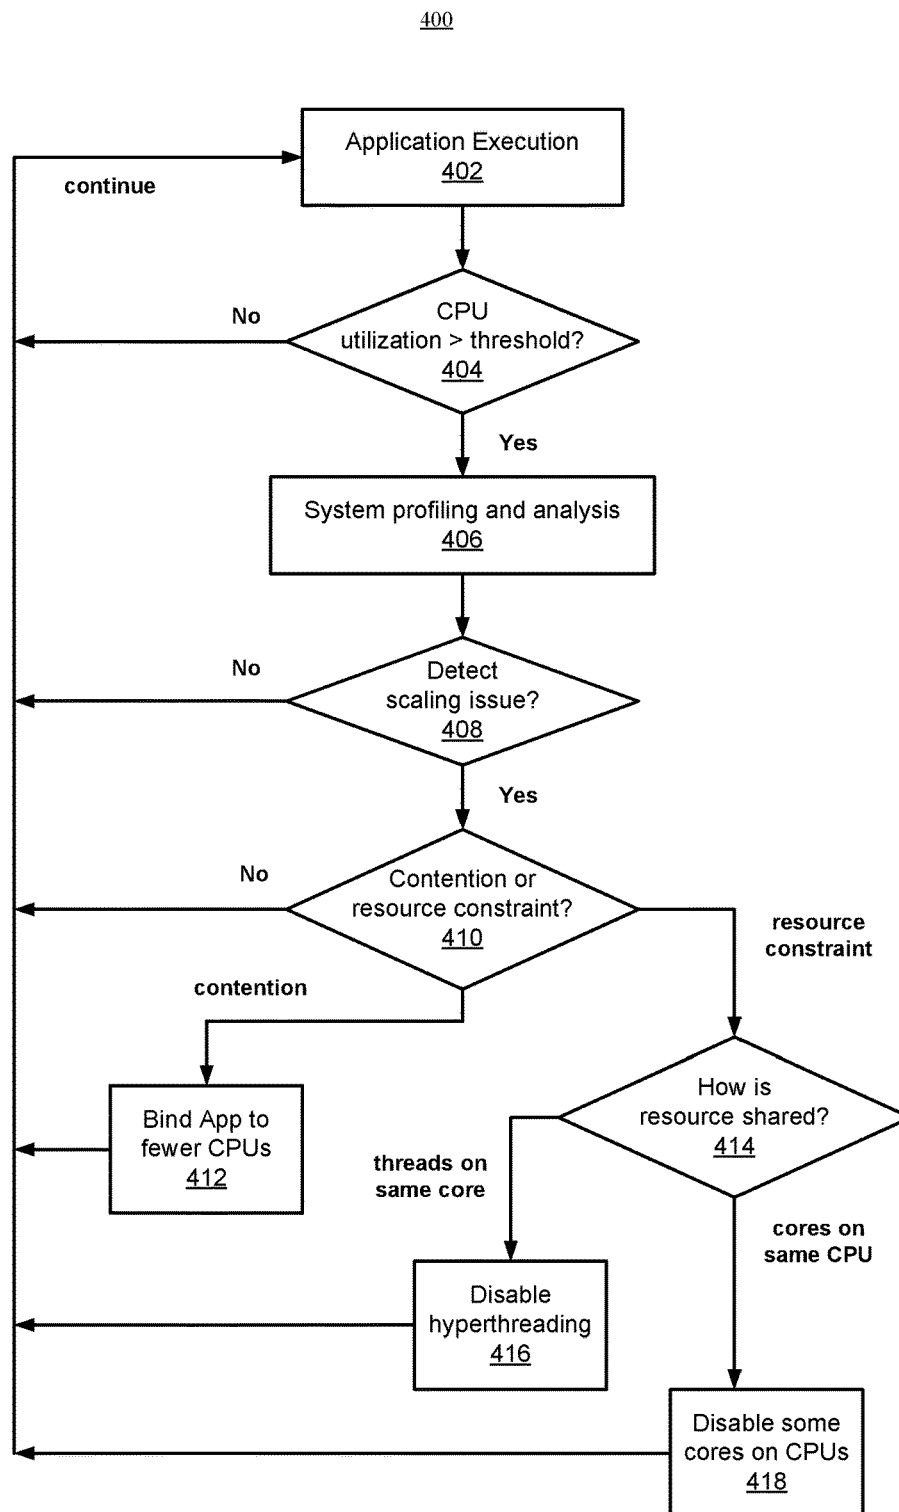 400
Application Execution
402
continue
No
CPU
utilization > threshold?
404
Yes
System profiling and analysis
406
No
Detect
scaling issue?
408
Yes
No
Contention or
resource constraint?
410
resource
constraint
contention
How is
resource shared?
414
Bind App to
fewer CPUs
412
threads on
same core
cores on
same CPU
Disable
hyperthreading
416
Disable some
cores on CPUs
418